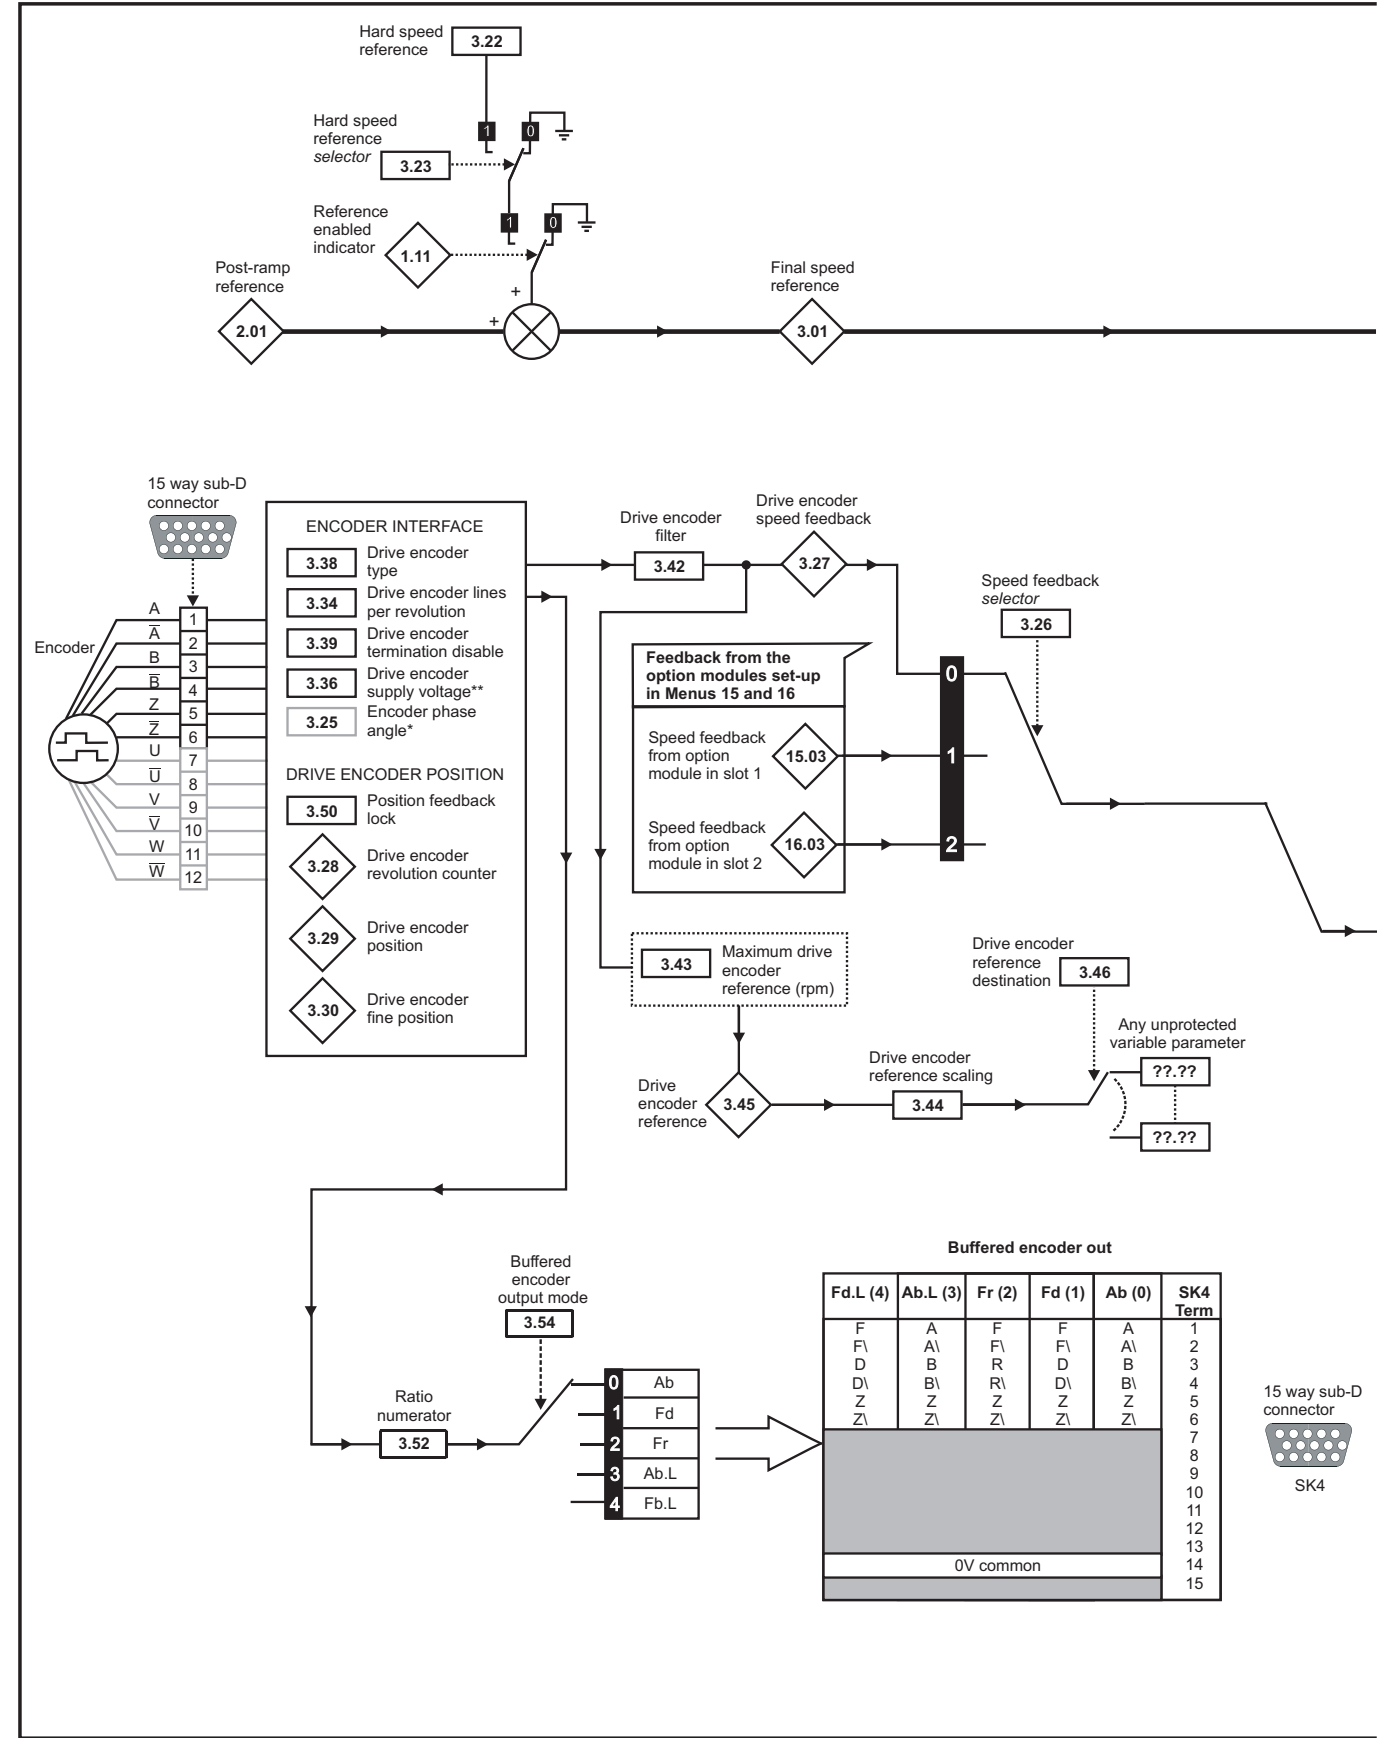 Hard speed
reference
3.22
1
0
Hard speed
reference
selector
3.23
Reference
enabled
indicator
1.11
1
0
Post-ramp
reference
2.01
+
+
Final speed
reference
3.01
15 way sub-D
connector
Encoder
A
A̅
B
B̅
Z
Z̅
U
U̅
V
V̅
W
W̅
1
2
3
4
5
6
7
8
9
10
11
12
ENCODER INTERFACE
3.38 Drive encoder
type
3.34 Drive encoder lines
per revolution
3.39 Drive encoder
termination disable
3.36 Drive encoder
supply voltage**
3.25 Encoder phase
angle*
DRIVE ENCODER POSITION
3.50 Position feedback
lock
3.28 Drive encoder
revolution counter
3.29 Drive encoder
position
3.30 Drive encoder
fine position
Drive encoder
filter
3.42
Drive encoder
speed feedback
3.27
Speed feedback
selector
3.26
Feedback from the
option modules set-up
in Menus 15 and 16
Speed feedback
from option
module in slot 1
15.03
Speed feedback
from option
module in slot 2
16.03
0
1
2
3.43 Maximum drive
encoder
reference (rpm)
Drive
encoder
reference
3.45
Drive encoder
reference scaling
3.44
Drive encoder
reference
destination
3.46
Any unprotected
variable parameter
??.??
??.??
Ratio
numerator
3.52
Buffered
encoder
output mode
3.54
0 Ab
1 Fd
2 Fr
3 Ab.L
4 Fb.L
Buffered encoder out
Fd.L (4) Ab.L (3) Fr (2) Fd (1) Ab (0) SK4
Term
F A F F A 1
F\ A\ F\ F\ A\ 2
D B R D B 3
D\ B\ R\ D\ B\ 4
Z Z Z Z Z 5
Z\ Z\ Z\ Z\ Z\ 6
7
8
9
10
11
12
13
0V common 14
15
15 way sub-D
connector
SK4